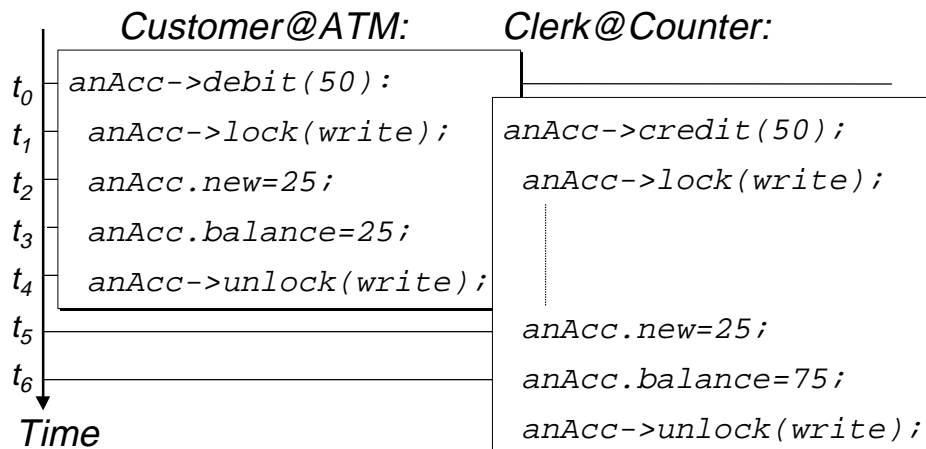 Customer@ATM:
Clerk@Counter:
t0
anAcc->debit(50):
t1
anAcc->lock(write);
anAcc->credit(50);
t2
anAcc.new=25;
anAcc->lock(write);
t3
anAcc.balance=25;
t4
anAcc->unlock(write);
t5
anAcc.new=25;
t6
anAcc.balance=75;
Time
anAcc->unlock(write);